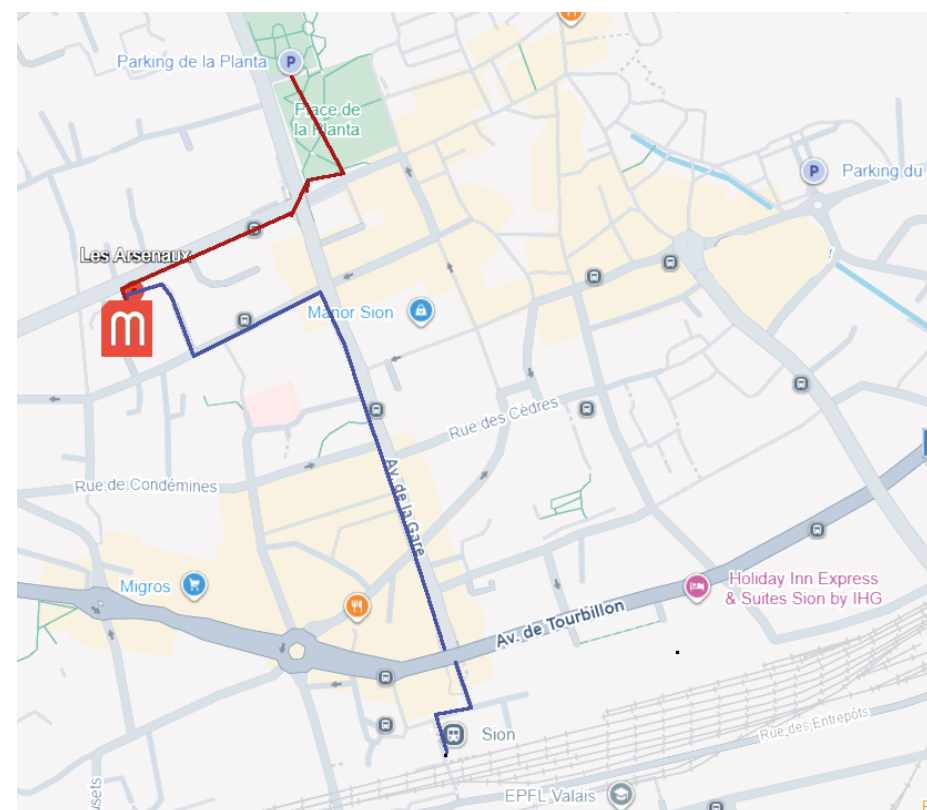 Parking de la Planta
P
Place de
la Planta
P
Parking du
Les Arsenaux
m
Manor Sion
Rue des Cèdres
Rue de Condémines
Av. de la Gare
Migros
Holiday Inn Express
& Suites Sion by IHG
Av. de Tourbillon
Sion
Rue des Entrepôts
EPFL Valais